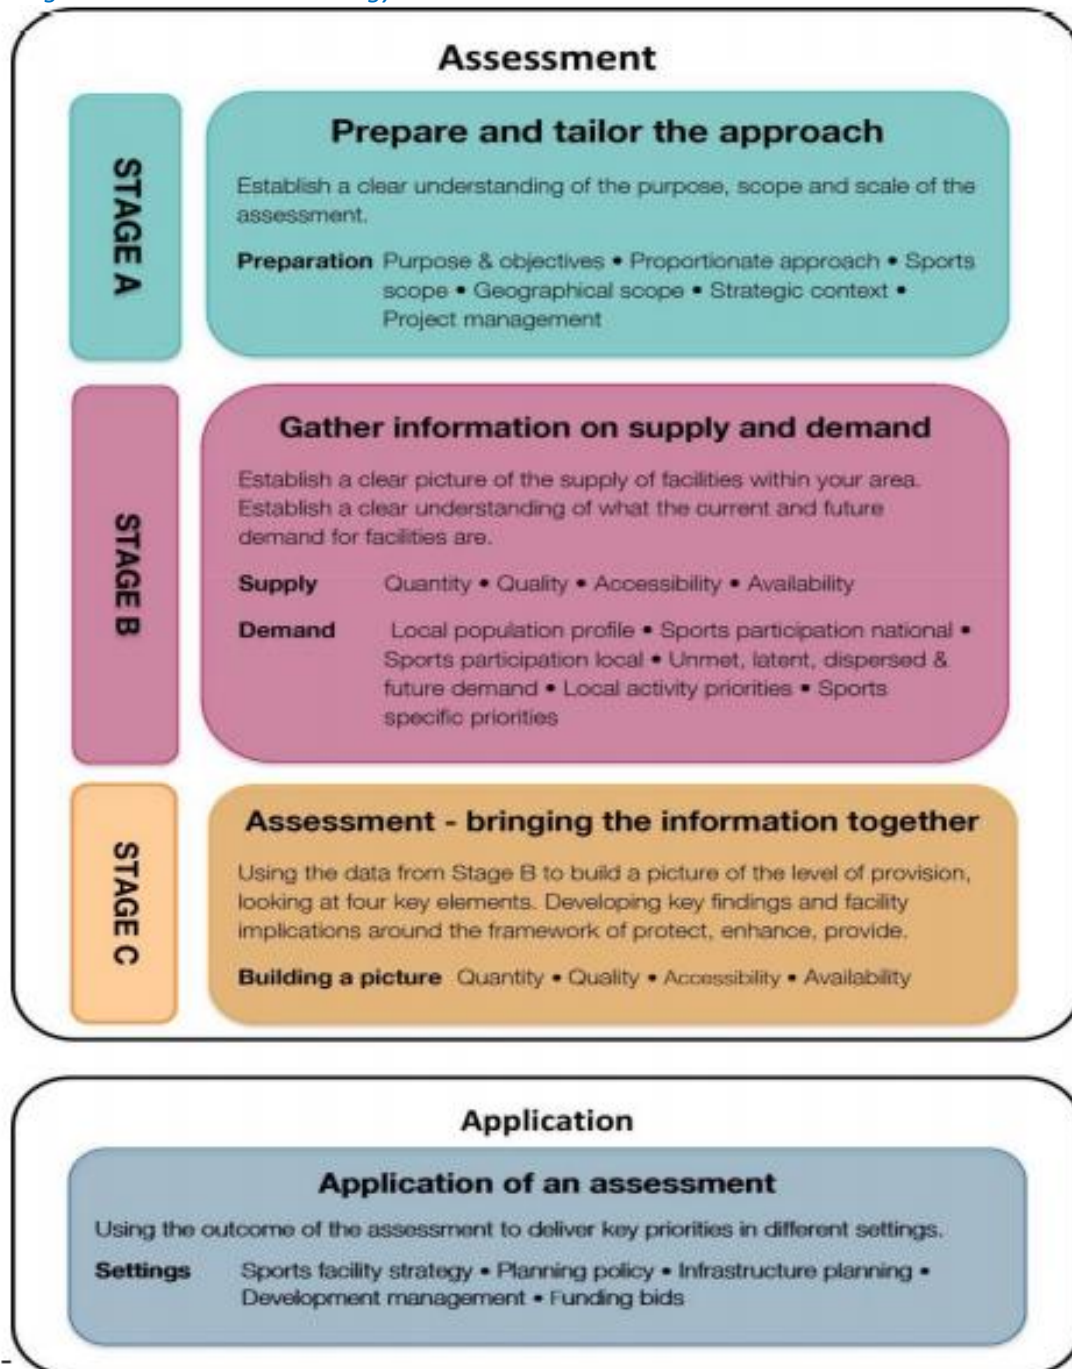 Assessment
STAGE A
Prepare and tailor the approach
Establish a clear understanding of the purpose, scope and scale of the
assessment.
Preparation Purpose & objectives • Proportionate approach • Sports
scope • Geographical scope • Strategic context •
Project management
STAGE B
Gather information on supply and demand
Establish a clear picture of the supply of facilities within your area.
Establish a clear understanding of what the current and future
demand for facilities are.
Supply Quantity • Quality • Accessibility • Availability
Demand Local population profile • Sports participation national •
Sports participation local • Unmet, latent, dispersed &
future demand • Local activity priorities • Sports
specific priorities
STAGE C
Assessment - bringing the information together
Using the data from Stage B to build a picture of the level of provision,
looking at four key elements. Developing key findings and facility
implications around the framework of protect, enhance, provide.
Building a picture Quantity • Quality • Accessibility • Availability
Application
Application of an assessment
Using the outcome of the assessment to deliver key priorities in different settings.
Settings Sports facility strategy • Planning policy • Infrastructure planning •
Development management • Funding bids
-